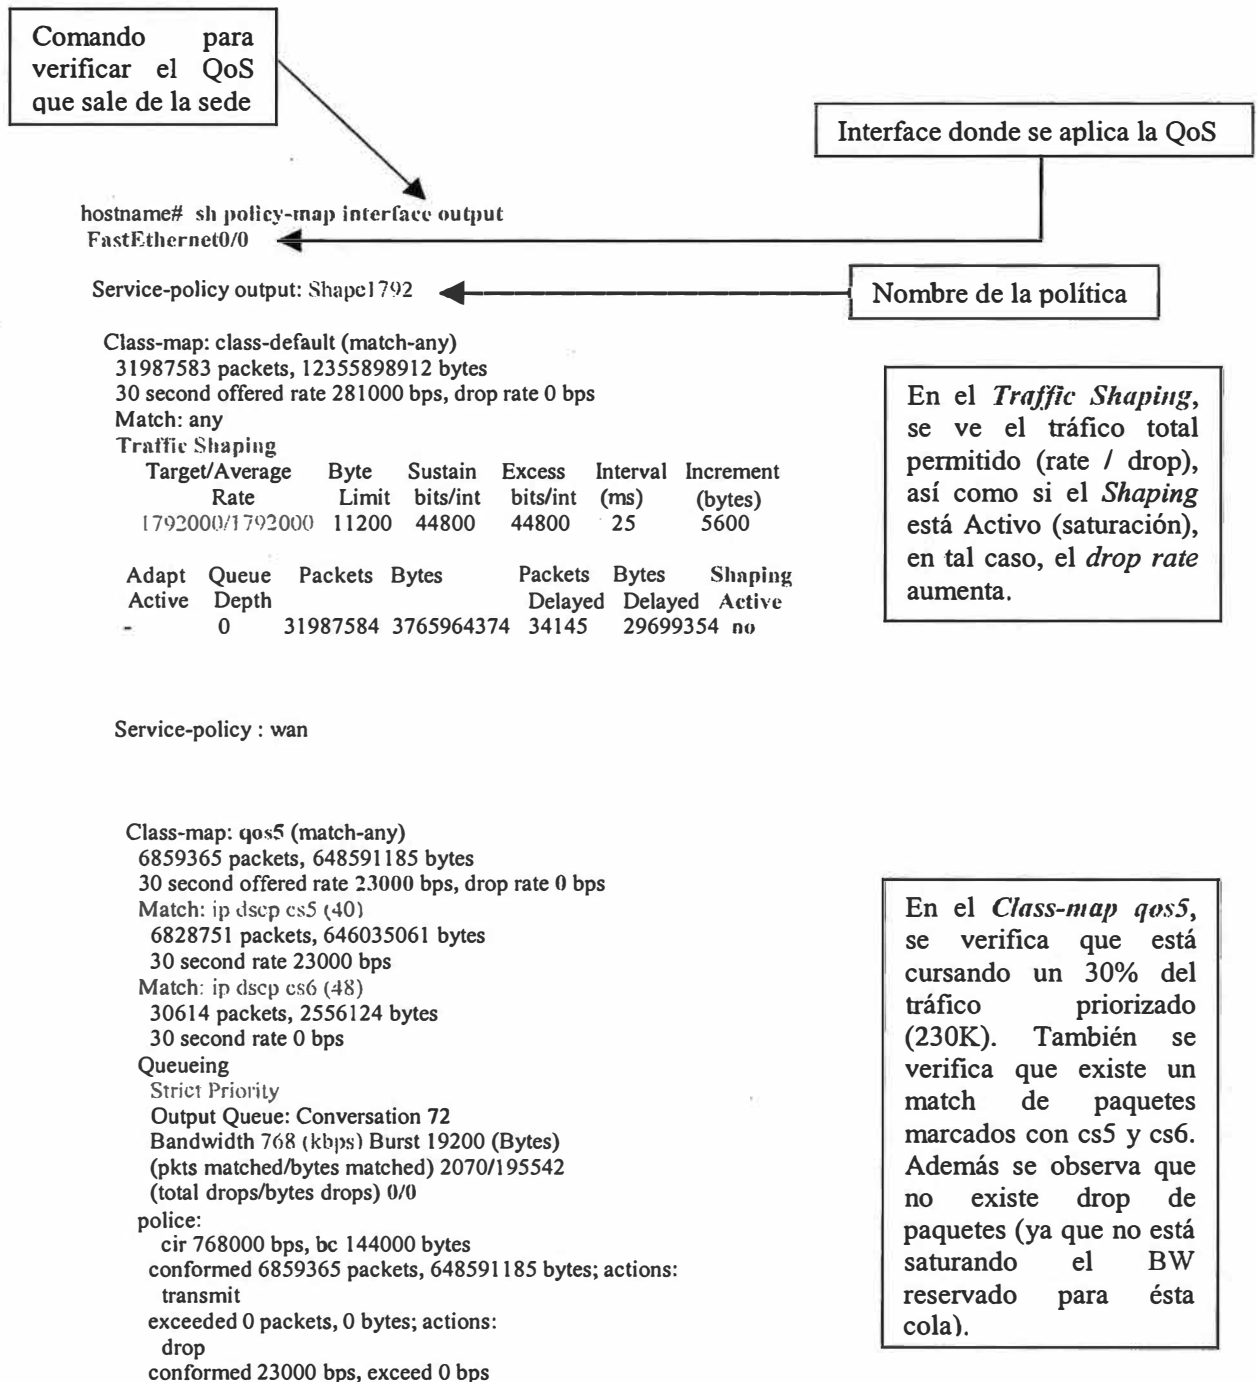 Comando para
verificar el QoS
que sale de la sede
Interface donde se aplica la QoS
hostname# sh policy-map interface output
FastEthernet0/0
Service-policy output: Shape1792
Nombre de la política
Class-map: class-default (match-any)
31987583 packets, 12355898912 bytes
30 second offered rate 281000 bps, drop rate 0 bps
Match: any
Traffic Shaping
Target/Average Byte Sustain Excess Interval Increment
Rate Limit bits/int bits/int (ms) (bytes)
1792000/1792000 11200 44800 44800 25 5600
Adapt Queue Packets Bytes Packets Bytes Shaping
Active Depth Delayed Delayed Active
- 0 31987584 3765964374 34145 29699354 no
En el Traffic Shaping,
se ve el tráfico total
permitido (rate / drop),
así como si el Shaping
está Activo (saturación),
en tal caso, el drop rate
aumenta.
Service-policy : wan
Class-map: qos5 (match-any)
6859365 packets, 648591185 bytes
30 second offered rate 23000 bps, drop rate 0 bps
Match: ip dscp cs5 (40)
6828751 packets, 646035061 bytes
30 second rate 23000 bps
Match: ip dscp cs6 (48)
30614 packets, 2556124 bytes
30 second rate 0 bps
Queueing
Strict Priority
Output Queue: Conversation 72
Bandwidth 768 (kbps) Burst 19200 (Bytes)
(pkts matched/bytes matched) 2070/195542
(total drops/bytes drops) 0/0
police:
cir 768000 bps, bc 144000 bytes
conformed 6859365 packets, 648591185 bytes; actions:
transmit
exceeded 0 packets, 0 bytes; actions:
drop
conformed 23000 bps, exceed 0 bps
En el Class-map qos5,
se verifica que está
cursando un 30% del
tráfico priorizado
(230K). También se
verifica que existe un
match de paquetes
marcados con cs5 y cs6.
Además se observa que
no existe drop de
paquetes (ya que no está
saturando el BW
reservado para ésta
cola).